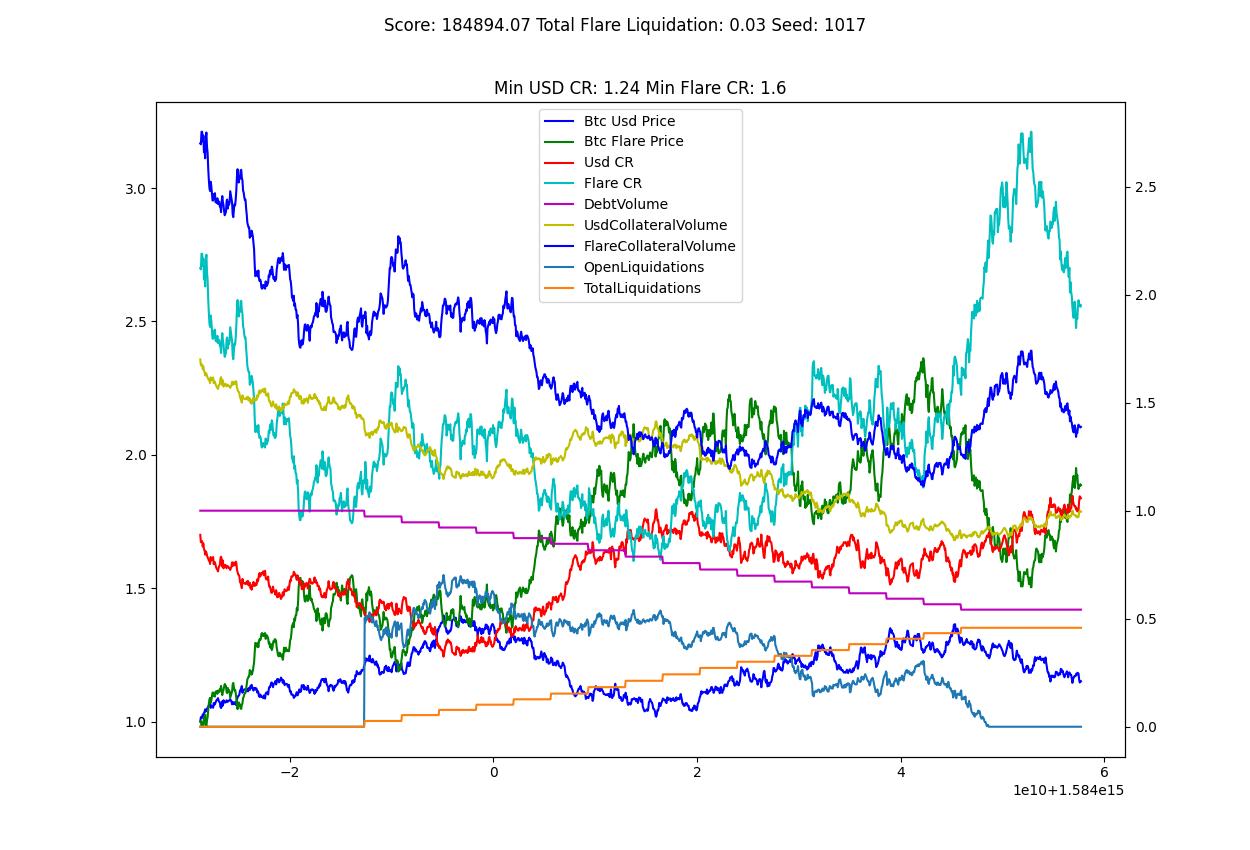 Score: 184894.07 Total Flare Liquidation: 0.03 Seed: 1017
Min USD CR: 1.24 Min Flare CR: 1.6
Btc Usd Price
Btc Flare Price
Usd CR
Flare CR
DebtVolume
UsdCollateralVolume
FlareCollateralVolume
OpenLiquidations
TotalLiquidations
3.0
2.5
2.0
1.5
1.0
2.5
2.0
1.5
1.0
0.5
0.0
−2
0
2
4
6
1e10+1.584e15